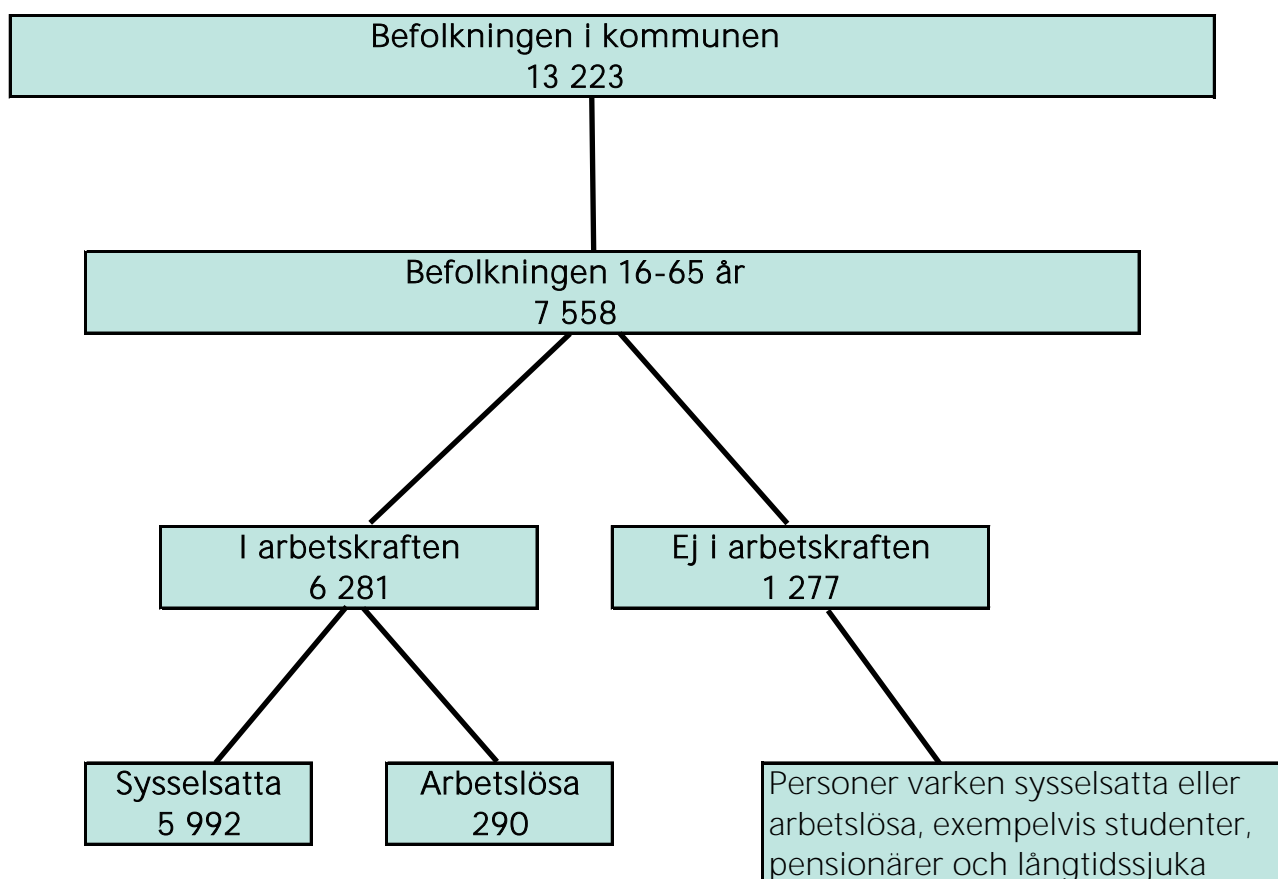 Befolkningen i kommunen
13 223
Befolkningen 16-65 år
7 558
I arbetskraften
6 281
Ej i arbetskraften
1 277
Sysselsatta
5 992
Arbetslösa
290
Personer varken sysselsatta eller
arbetslösa, exempelvis studenter,
pensionärer och långtidssjuka